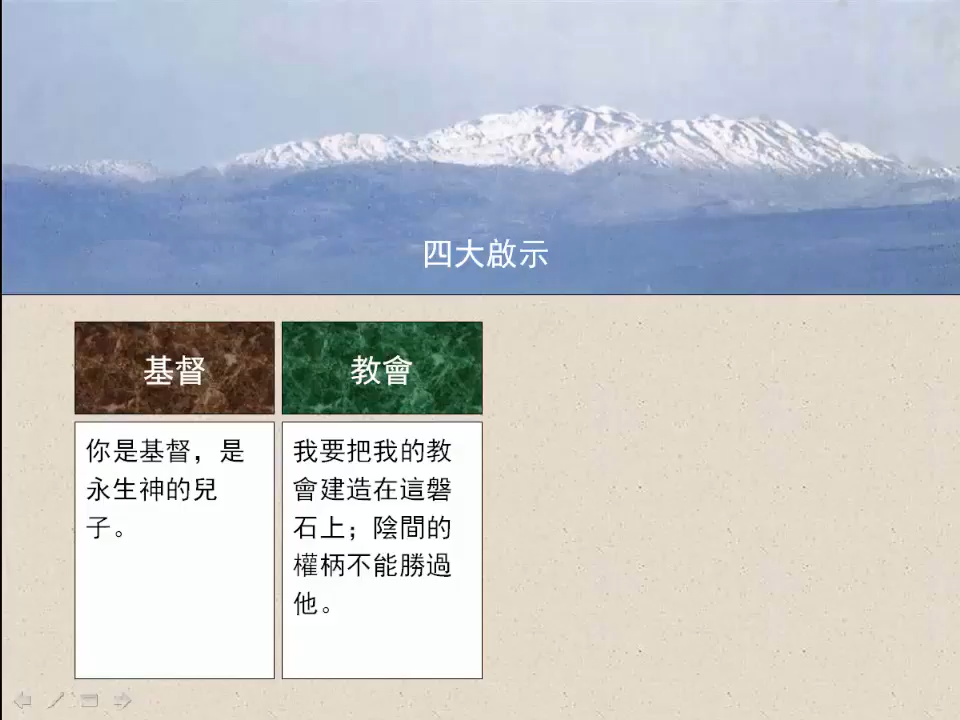 四大啟示
基督
教會
你是基督，是
永生神的兒
子。
我要把我的教
會建造在這磐
石上；陰間的
權柄不能勝過
他。